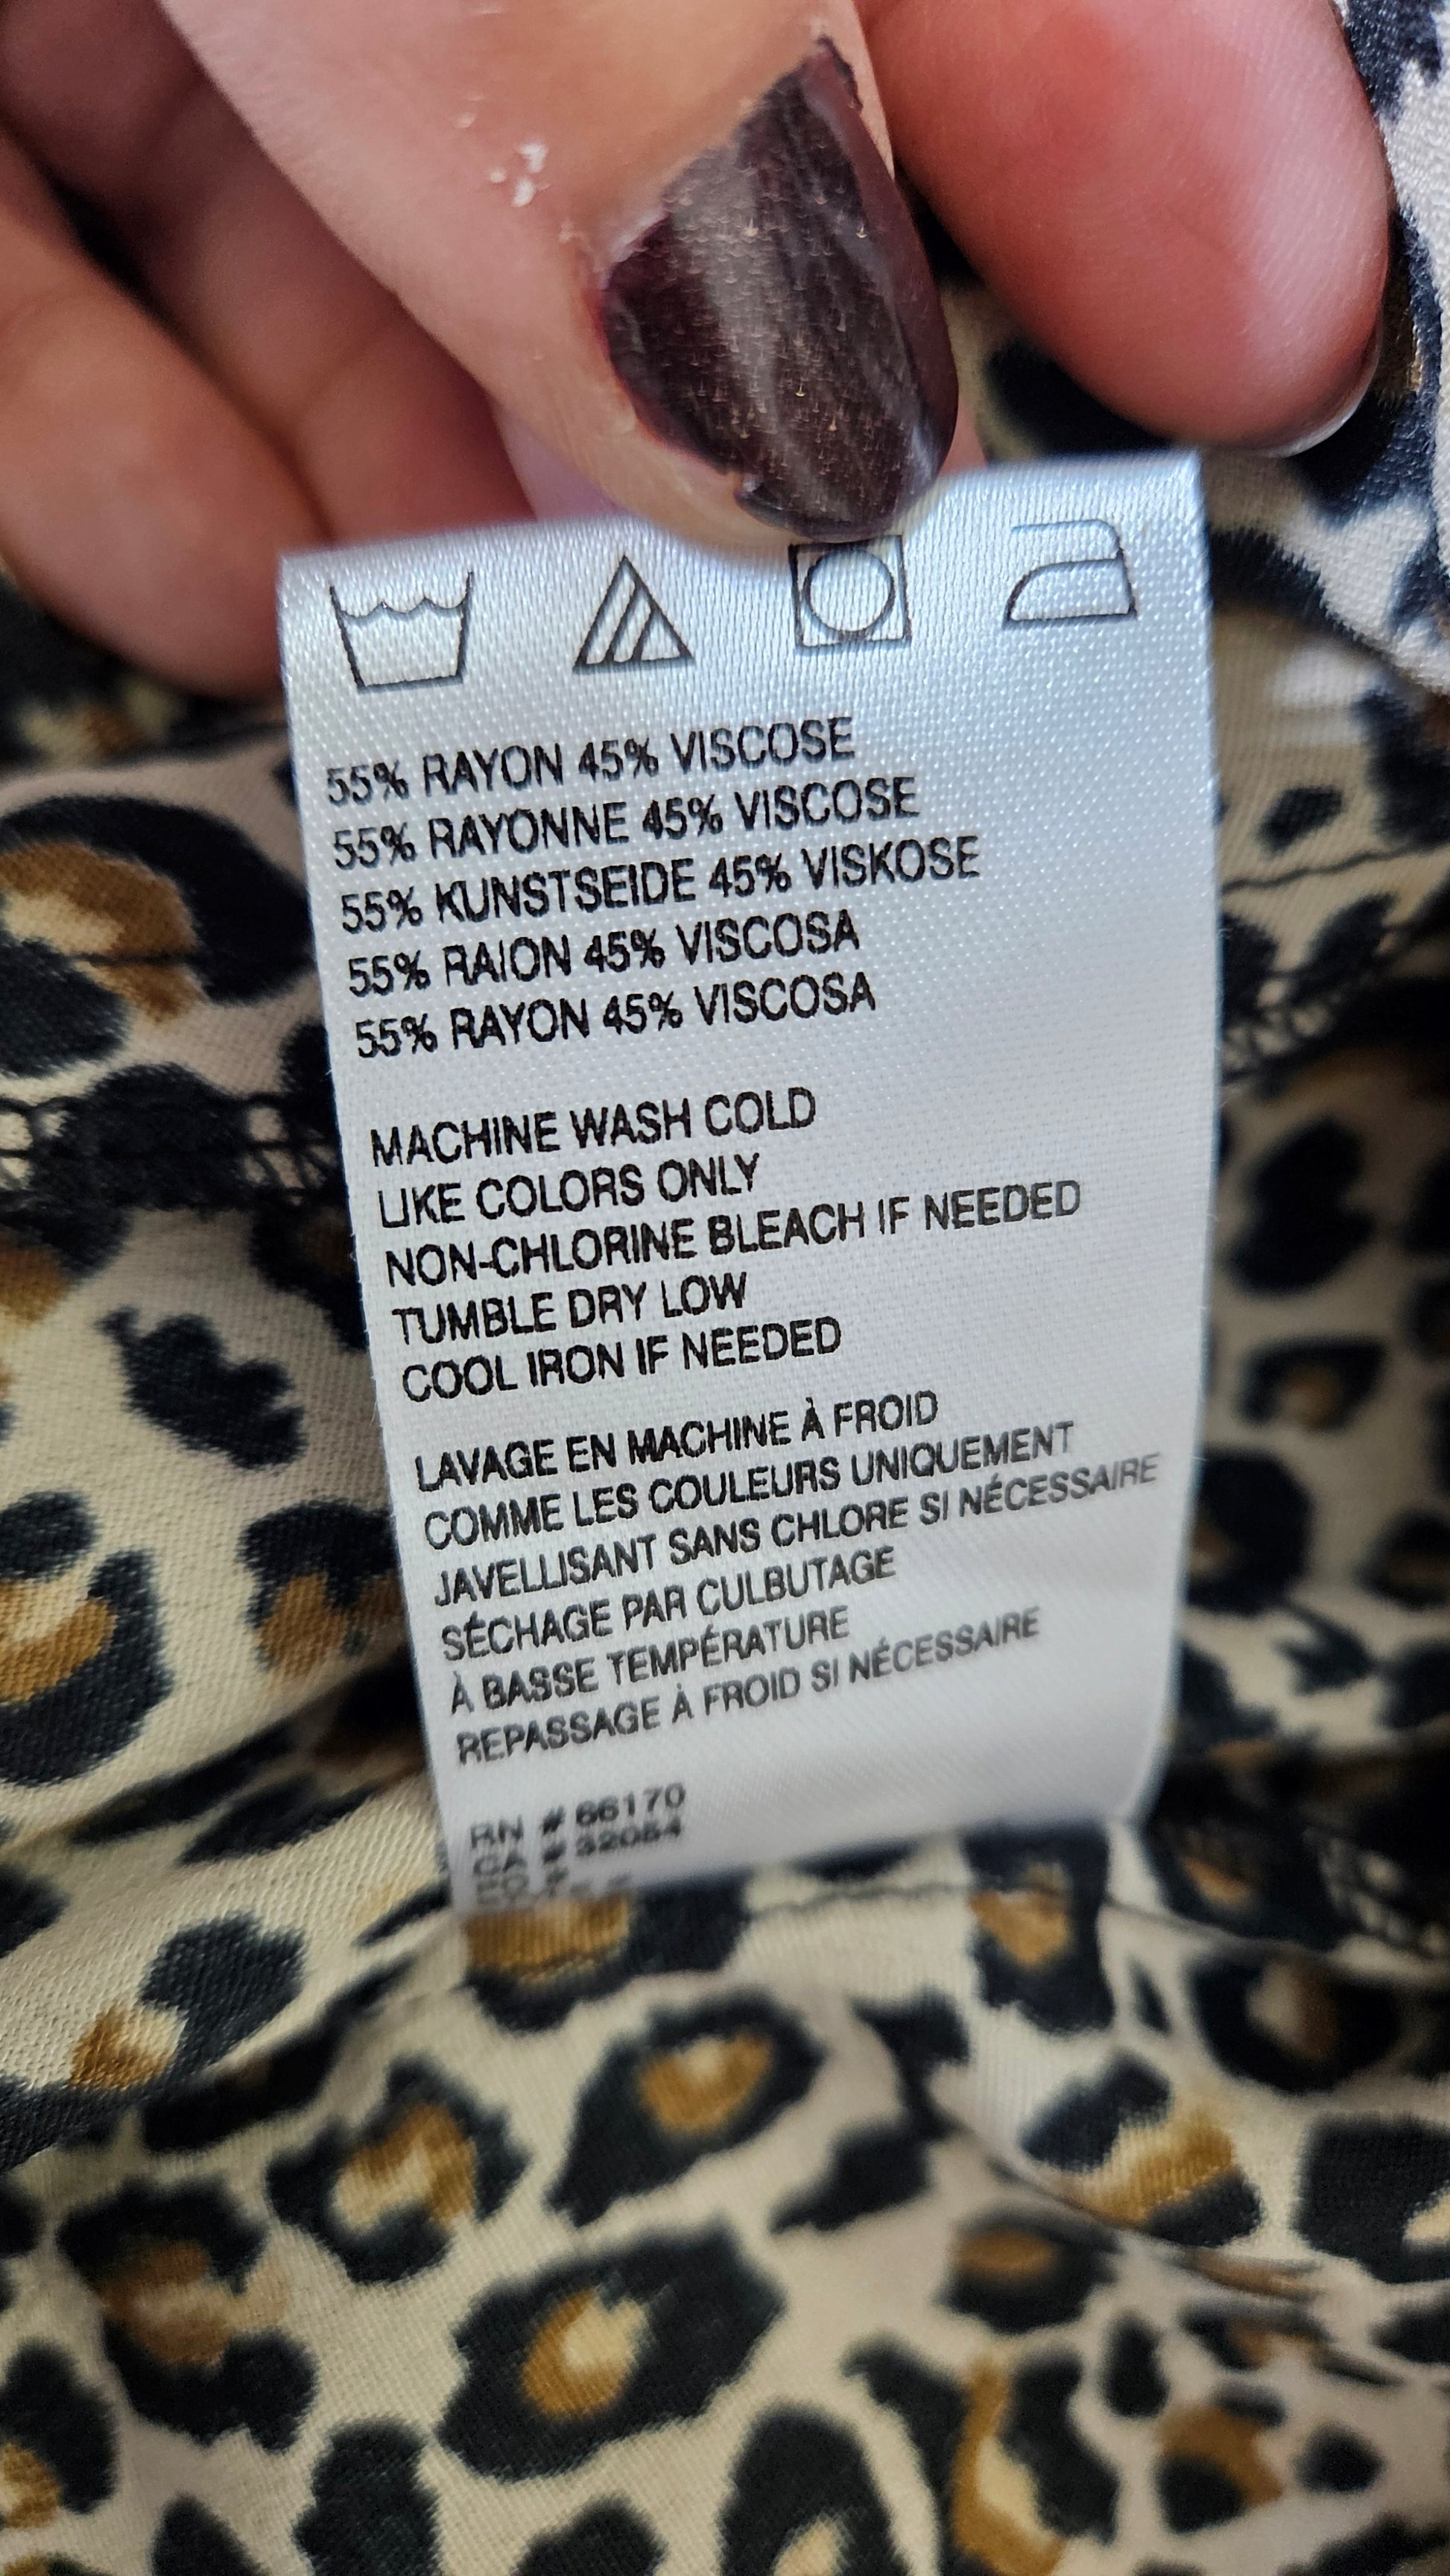 55% RAYON 45% VISCOSE
55% RAYONNE 45% VISCOSE
55% KUNSTSEIDE 45% VISKOSE
55% RAION 45% VISCOSA
55% RAYON 45% VISCOSA
MACHINE WASH COLD
LIKE COLORS ONLY
NON-CHLORINE BLEACH IF NEEDED
TUMBLE DRY LOW
COOL IRON IF NEEDED
LAVAGE EN MACHINE À FROID
COMME LES COULEURS UNIQUEMENT
JAVELLISANT SANS CHLORE SI NÉCESSAIRE
SÉCHAGE PAR CULBUTAGE
À BASSE TEMPÉRATURE
REPASSAGE À FROID SI NÉCESSAIRE
RN # 66170
CA #